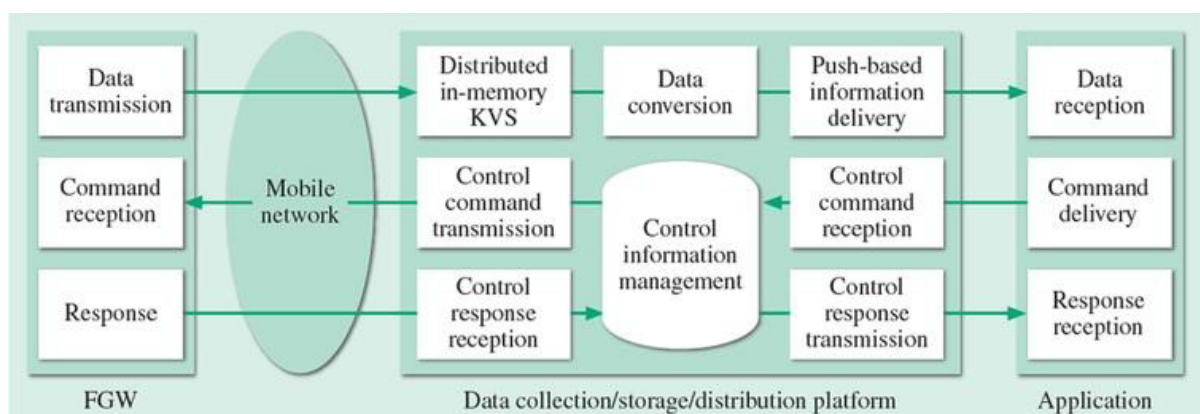 Data
transmission
Distributed
in-memory
KVS
Data
conversion
Push-based
information
delivery
Data
reception
Command
reception
Mobile
network
Control
command
transmission
Control
information
management
Control
command
reception
Command
delivery
Response
Control
response
reception
Control
response
transmission
Response
reception
FGW
Data collection/storage/distribution platform
Application